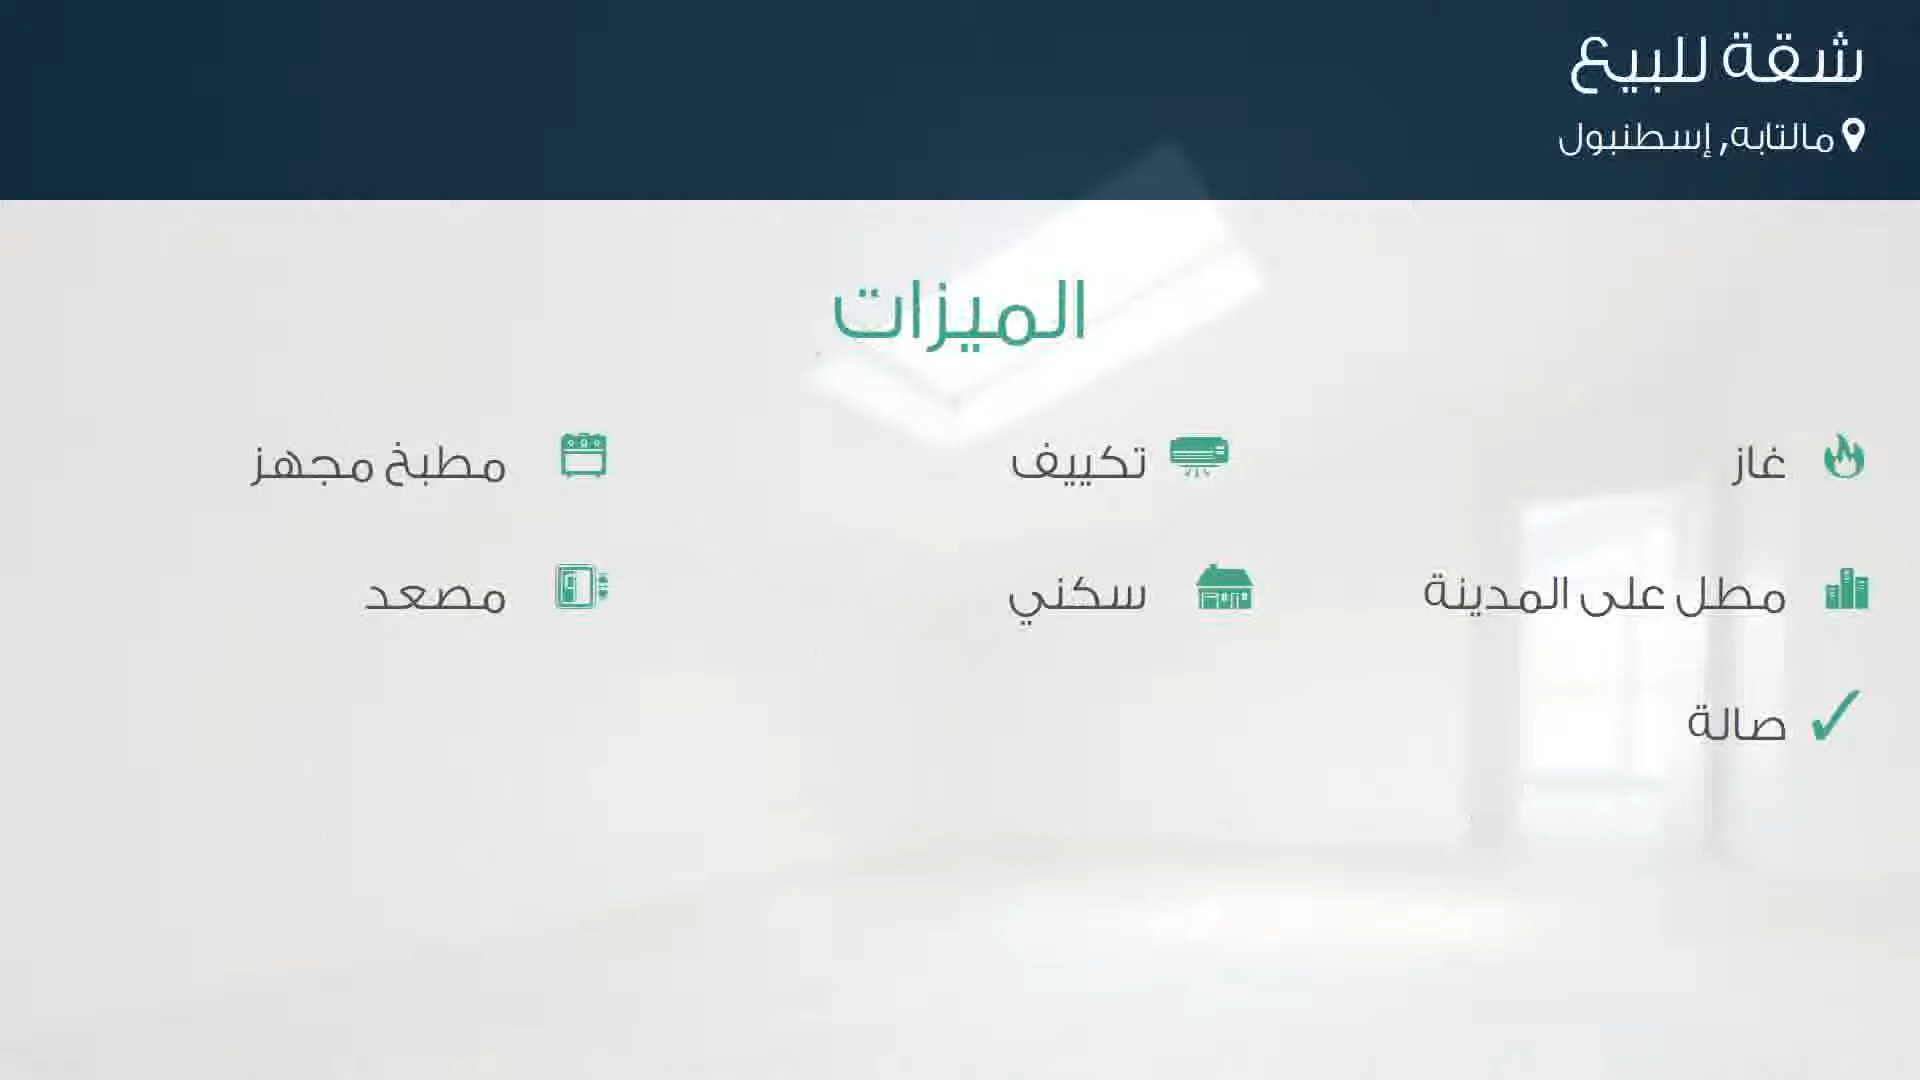 شقة للبيع
مالتابه, إسطنبول
الميزات
غاز
تكييف
مطبخ مجهز
مطل على المدينة
سكني
مصعد
صالة